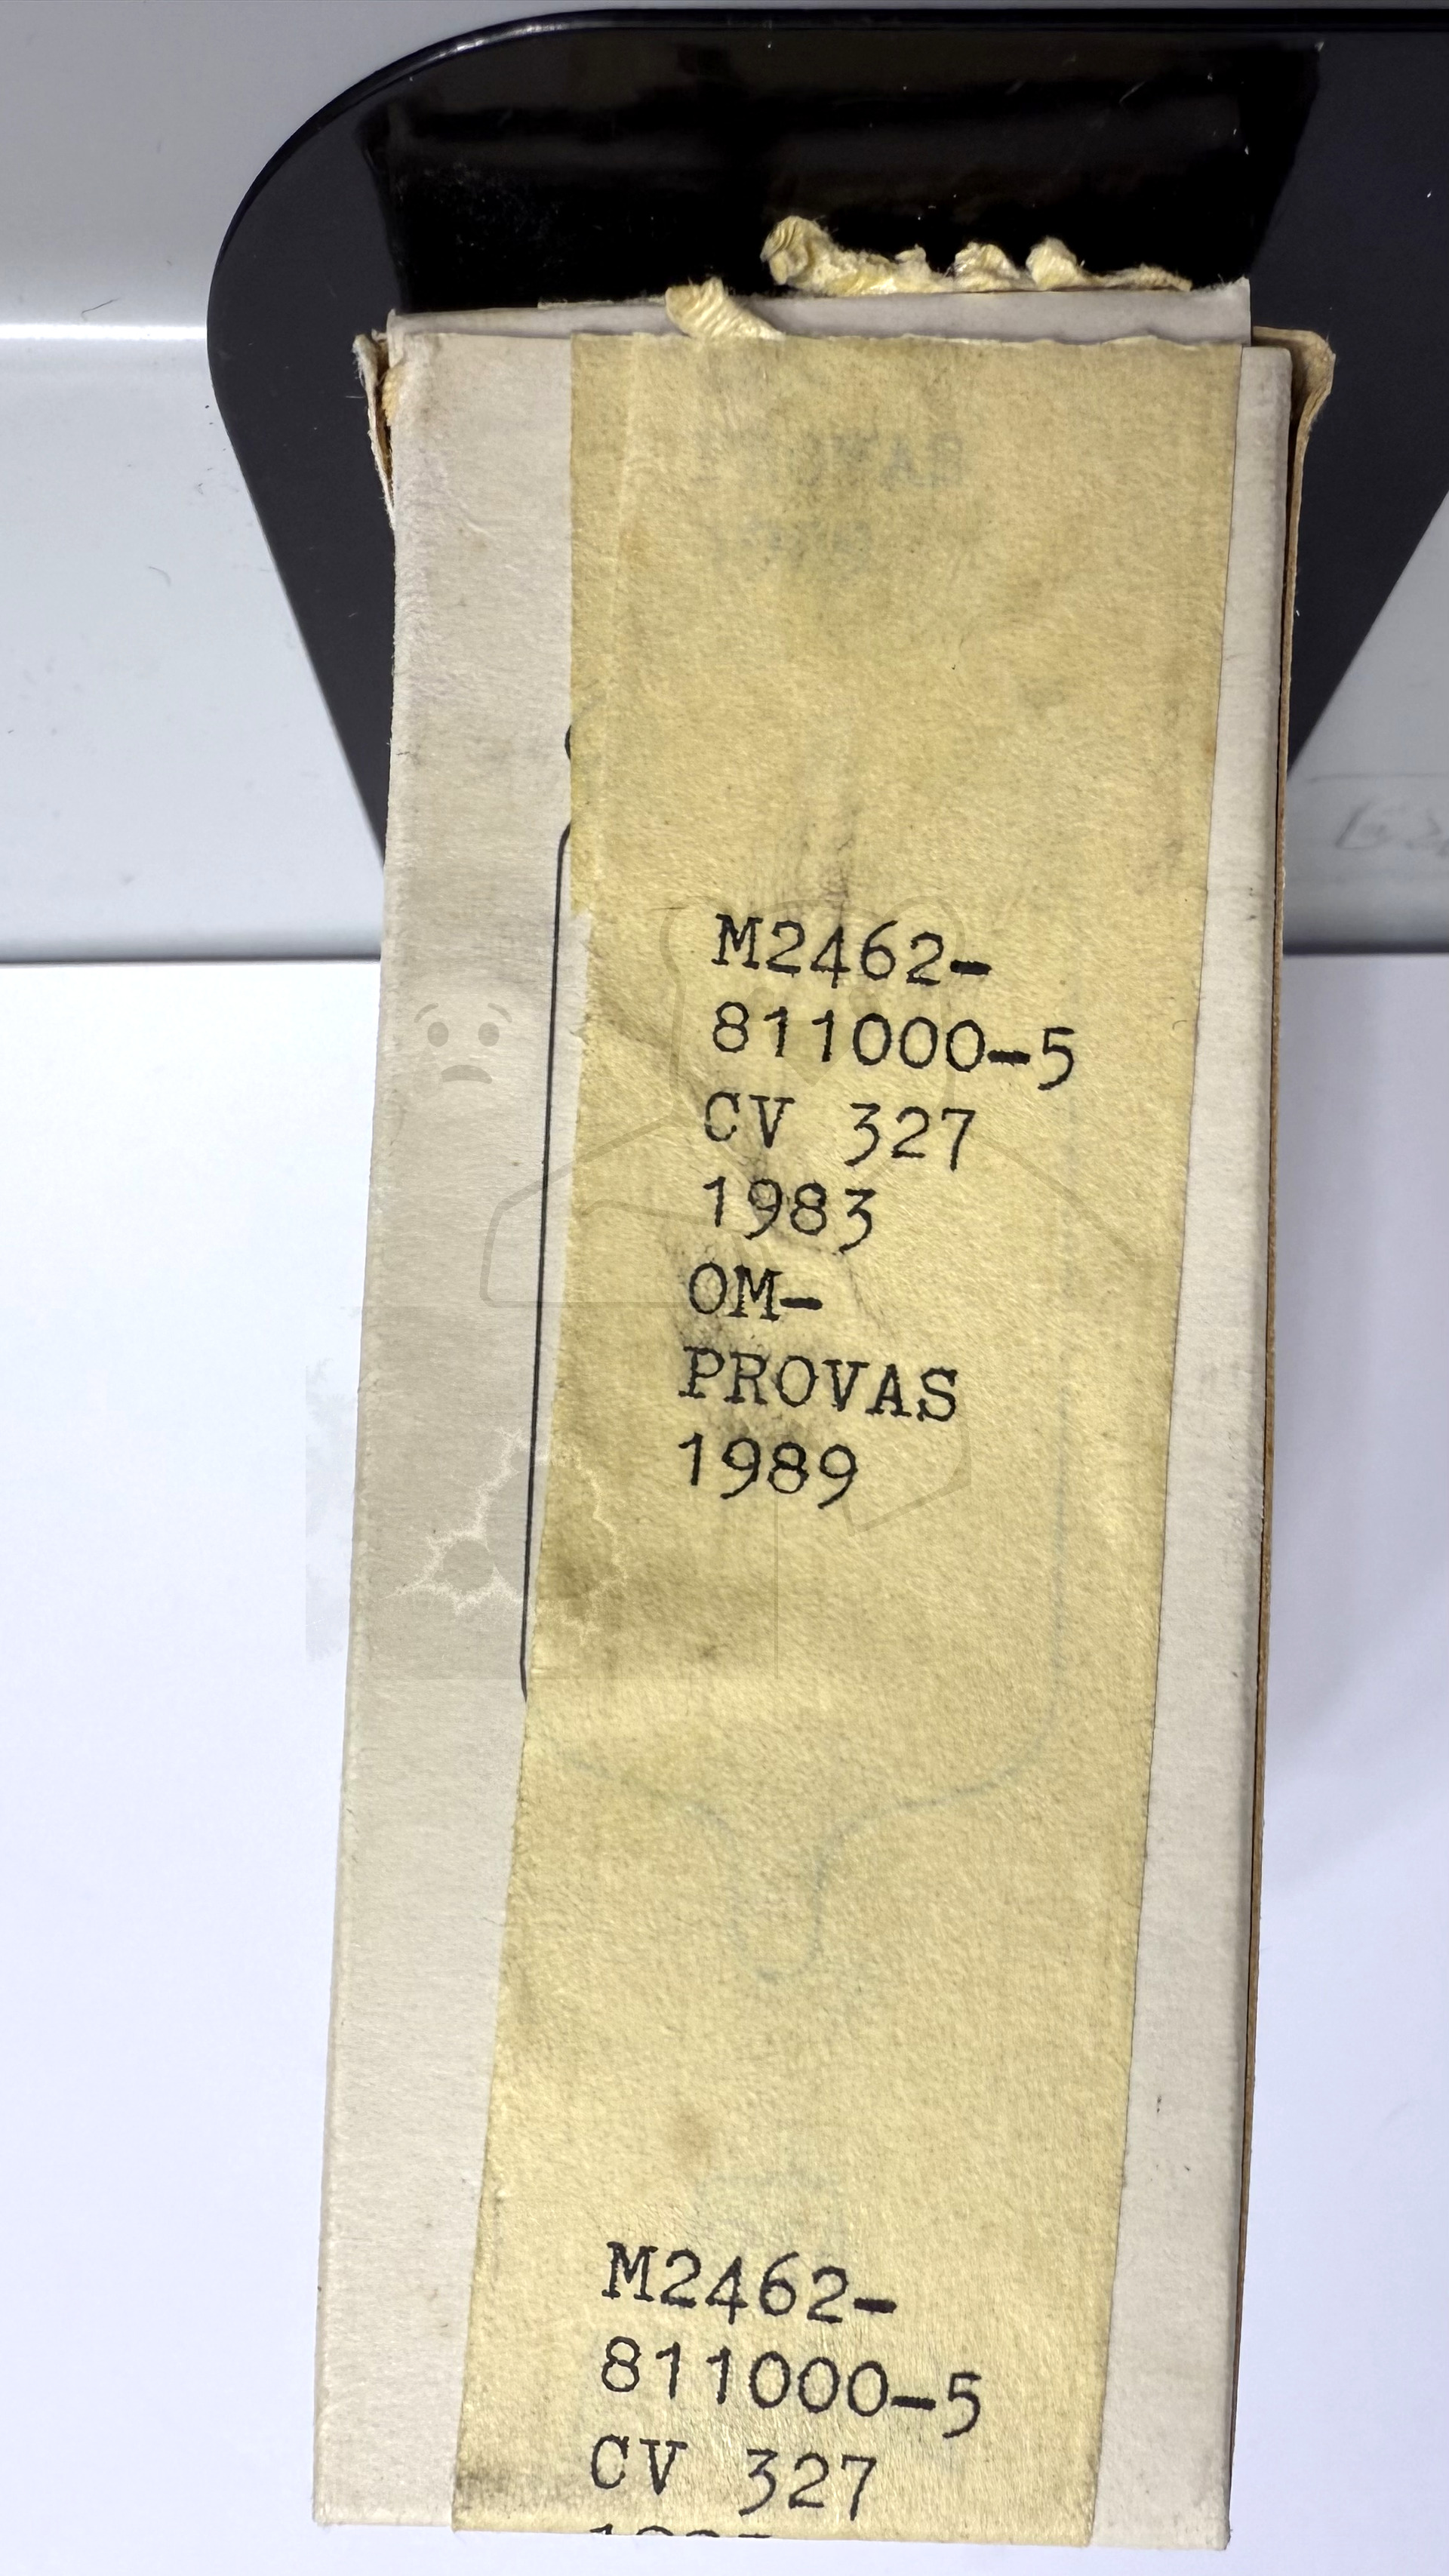 M2462-
811000-5
CV 327
1983
OM-
PROVAS
1989
M2462-
811000-5
CV 327